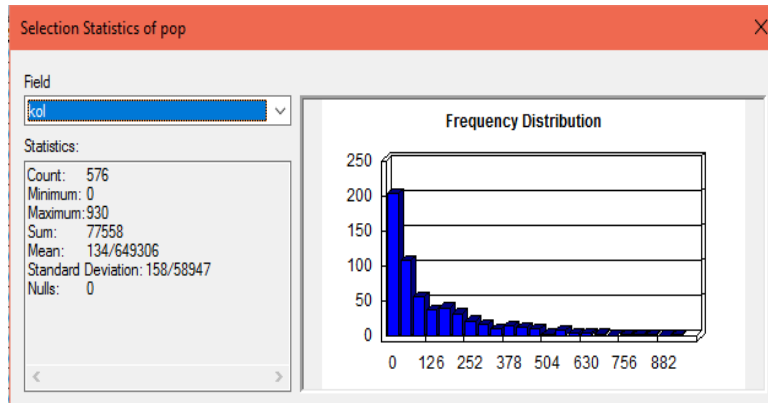 Selection Statistics of pop
Field
kol
Statistics:
Count: 576
Minimum: 0
Maximum: 930
Sum: 77558
Mean: 134/649306
Standard Deviation: 158/58947
Nulls: 0
Frequency Distribution
250
200
150
100
50
0
0 126 252 378 504 630 756 882